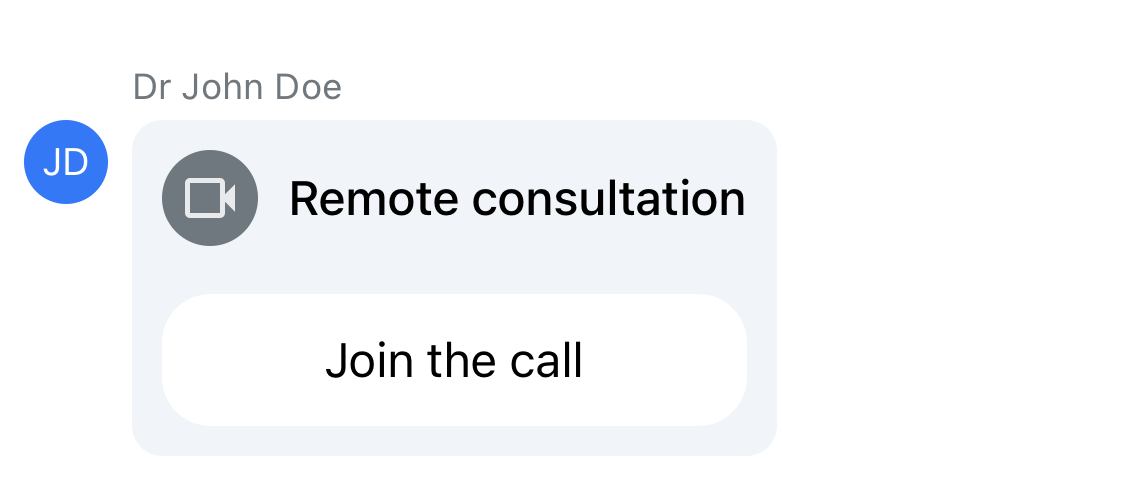 Dr John Doe
JD
Remote consultation
Join the call